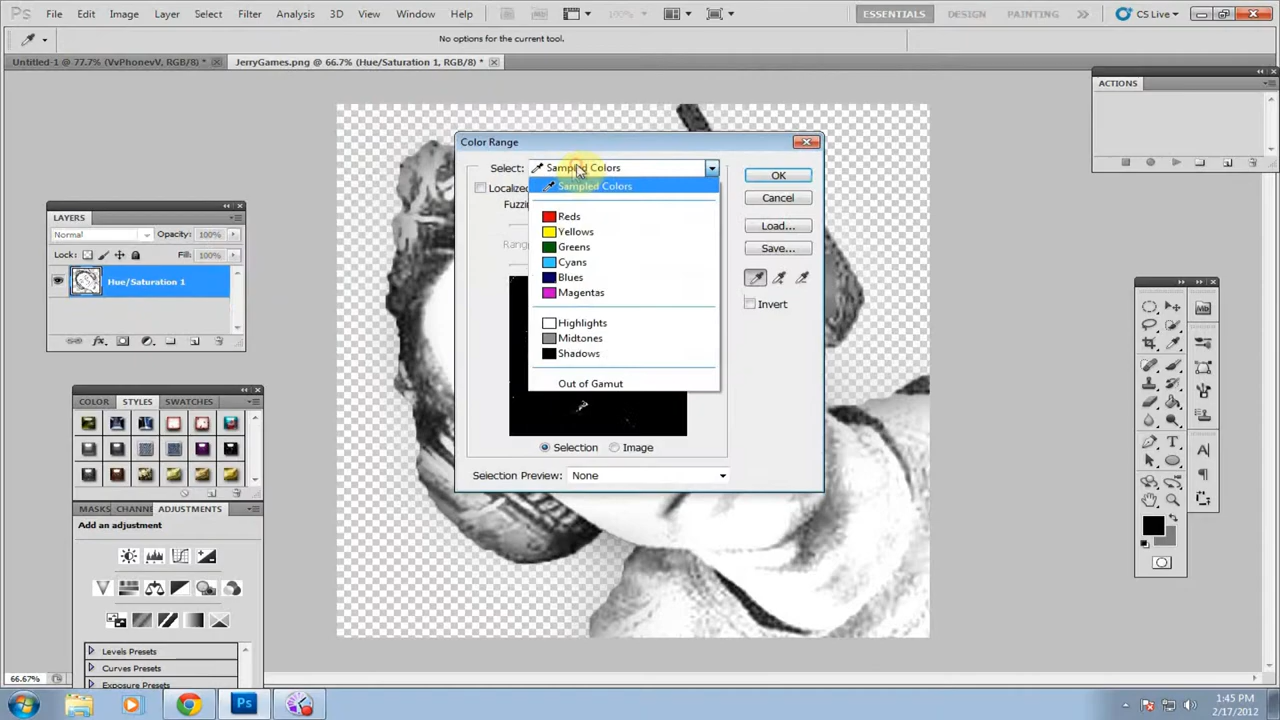 Ps File Edit Image Layer Select Filter Analysis 3D View Window Help 100% ESSENTIALS DESIGN PAINTING CS Live
No options for the current tool.
Untitled-1 @ 77.7% (VvPhonevV, RGB/8) * JerryGames.png @ 66.7% (Hue/Saturation 1, RGB/8) *
ACTIONS
Color Range
Select: Sampled Colors
Sampled Colors
Localized
Fuzzi
Range
Reds
Yellows
Greens
Cyans
Blues
Magentas
Highlights
Midtones
Shadows
Out of Gamut
Selection Image
Selection Preview: None
OK
Cancel
Load...
Save...
Invert
LAYERS
Normal Opacity: 100%
Lock: Fill: 100%
Hue/Saturation 1
COLOR STYLES SWATCHES
MASKS CHANN ADJUSTMENTS
Add an adjustment
Levels Presets
Curves Presets
Exposure Presets
66.67%
Ps
1:45 PM
2/17/2012